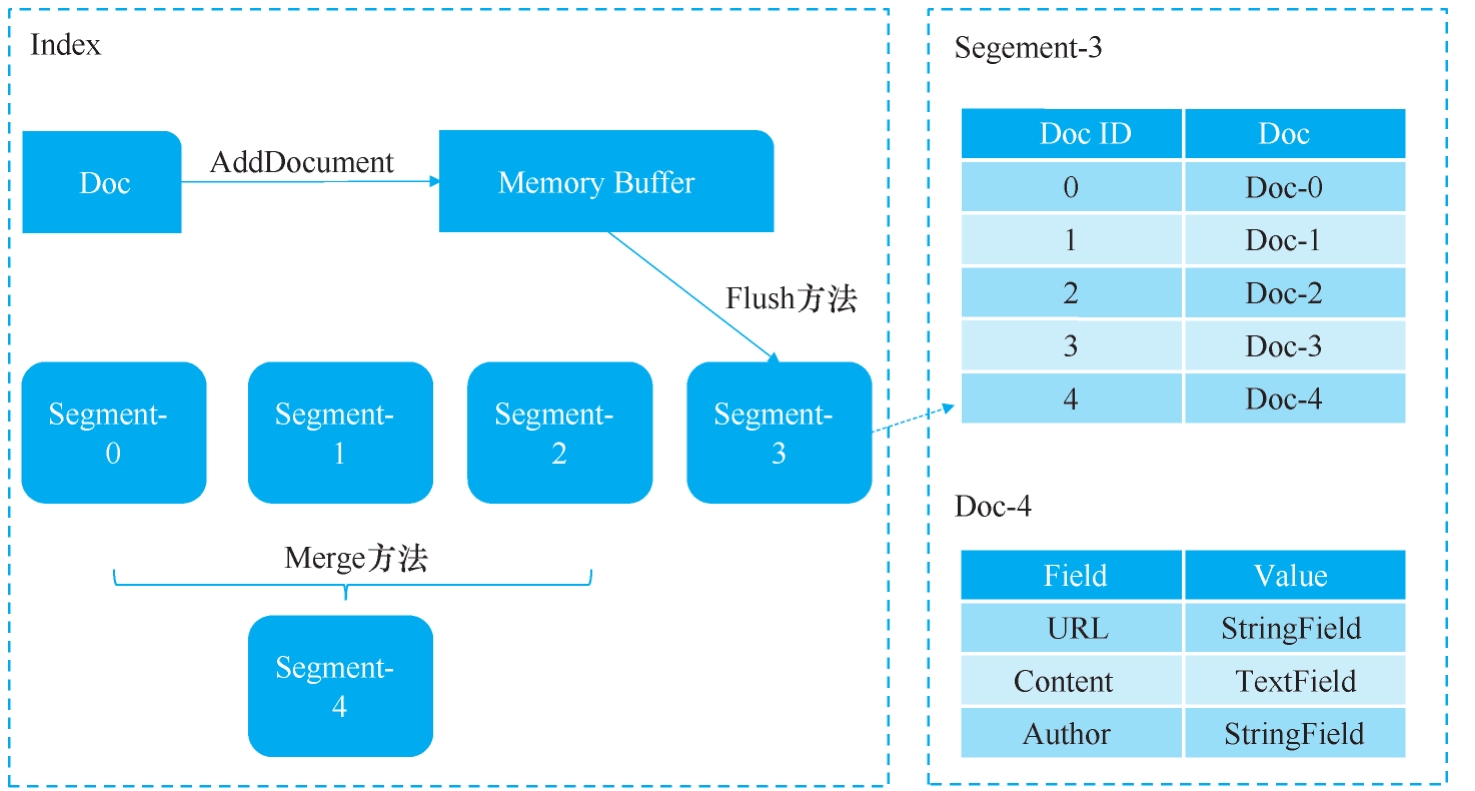 Index
Doc
AddDocument
Memory Buffer
Flush方法
Segment-
0
Segment-
1
Segment-
2
Segment-
3
Merge方法
Segment-
4
Segement-3
Doc ID Doc
0 Doc-0
1 Doc-1
2 Doc-2
3 Doc-3
4 Doc-4
Doc-4
Field Value
URL StringField
Content TextField
Author StringField